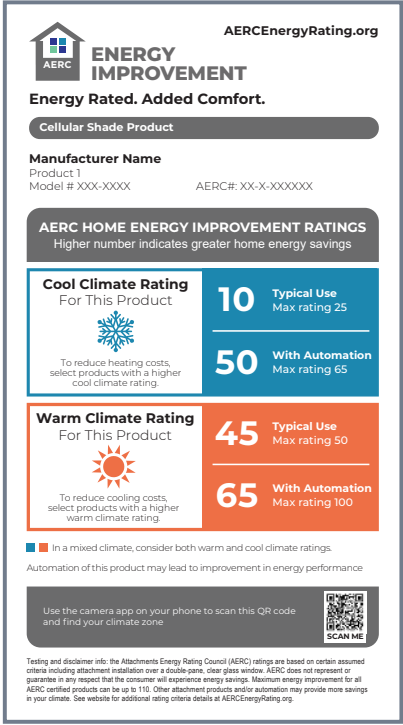 AERCEnergyRating.org
AERC
ENERGY
IMPROVEMENT
Energy Rated. Added Comfort.
Cellular Shade Product
Manufacturer Name
Product 1
Model # XXX-XXXX AERC#: XX-X-XXXXXX
AERC HOME ENERGY IMPROVEMENT RATINGS
Higher number indicates greater home energy savings
Cool Climate Rating
For This Product
To reduce heating costs,
select products with a higher
cool climate rating.
10 Typical Use
Max rating 25
50 With Automation
Max rating 65
Warm Climate Rating
For This Product
To reduce cooling costs,
select products with a higher
warm climate rating.
45 Typical Use
Max rating 50
65 With Automation
Max rating 100
In a mixed climate, consider both warm and cool climate ratings.
Automation of this product may lead to improvement in energy performance
Use the camera app on your phone to scan this QR code
and find your climate zone
SCAN ME
Testing and disclaimer info: the Attachments Energy Rating Council (AERC) ratings are based on certain assumed
criteria including attachment installation over a double-pane, clear glass window. AERC does not represent or
guarantee in any respect that the consumer will experience energy savings. Maximum energy improvement for all
AERC certified products can be up to 110. Other attachment products and/or automation may provide more savings
in your climate. See website for additional rating criteria details at AERCEnergyRating.org.